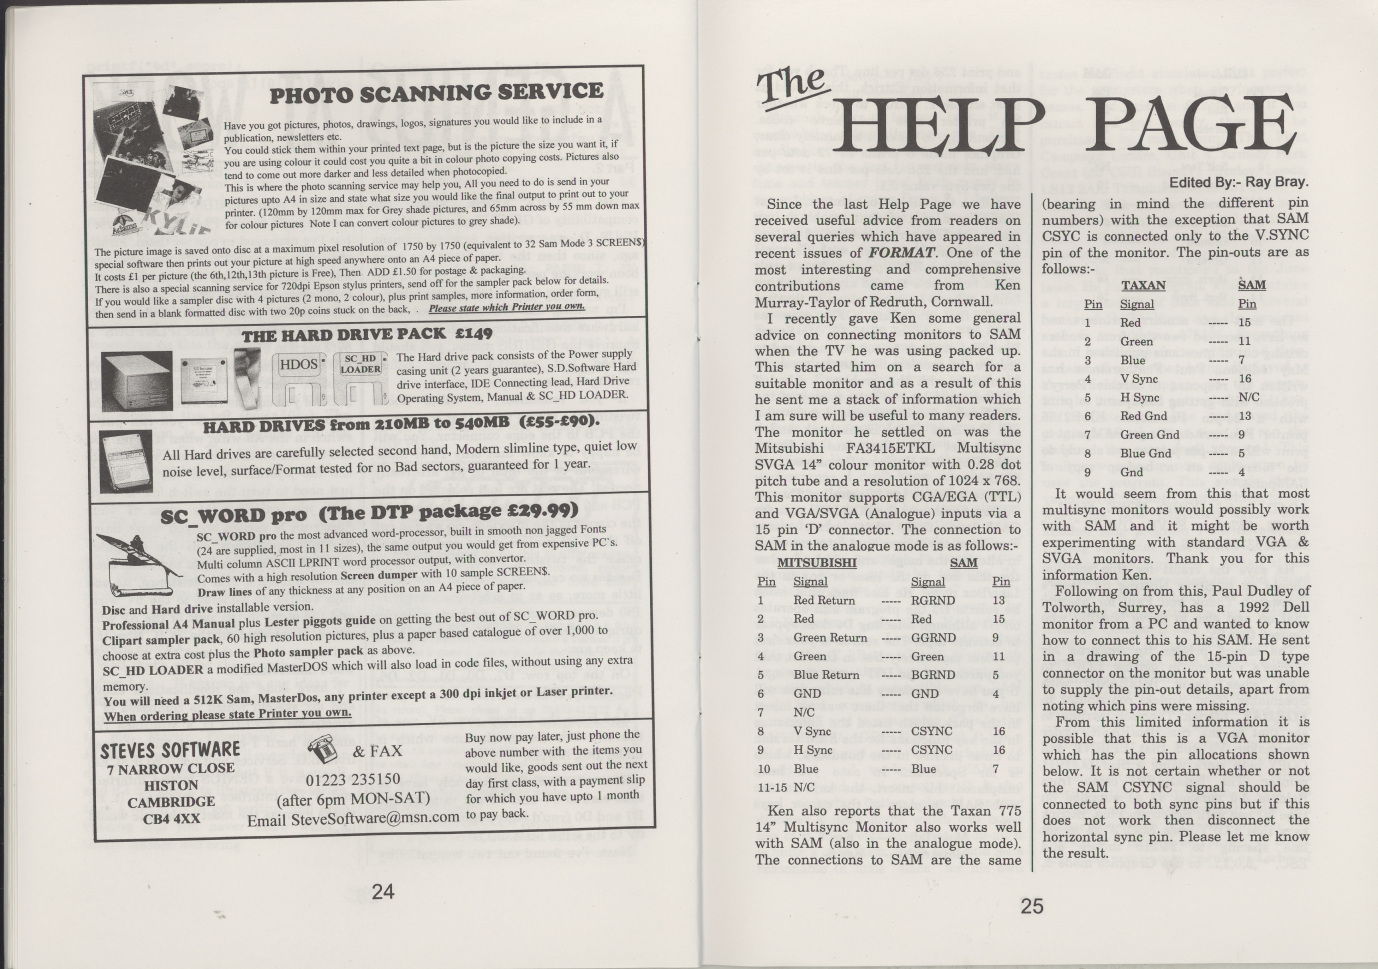 PHOTO SCANNING SERVICE
Have you got pictures, photos, drawings, logos, signatures you would like to include in a
publication, newsletters etc.
You could stick them within your printed text page, but is the picture the size you want it, if
you are using colour it could cost you quite a bit in colour photo copying costs. Pictures also
tend to come out more darker and less detailed when photocopied.
This is where the photo scanning service may help you, All you need to do is send in your
pictures upto A4 in size and state what size you would like the final output to print out to your
printer. (120mm by 120mm max for Grey shade pictures, and 65mm across by 55 mm down max
for colour pictures Note I can convert colour pictures to grey shade).
KYLIE
The picture image is saved onto disc at a maximum pixel resolution of 1750 by 1750 (equivalent to 32 Sam Mode 3 SCREEN$)
special software then prints out your picture at high speed anywhere onto an A4 piece of paper.
It costs £1 per picture (the 6th,12th,13th picture is Free), Then ADD £1.50 for postage & packaging.
There is also a special scanning service for 720dpi Epson stylus printers, send off for the sampler pack below for details.
If you would like a sampler disc with 4 pictures (2 mono, 2 colour), plus print samples, more information, order form,
then send in a blank formatted disc with two 20p coins stuck on the back, . Please state which Printer you own.
THE HARD DRIVE PACK £149
HDOS
SC_HD
LOADER
The Hard drive pack consists of the Power supply
casing unit (2 years guarantee), S.D.Software Hard
drive interface, IDE Connecting lead, Hard Drive
Operating System, Manual & SC_HD LOADER.
HARD DRIVES from 210MB to 540MB (£55-£90).
All Hard drives are carefully selected second hand, Modern slimline type, quiet low
noise level, surface/Format tested for no Bad sectors, guaranteed for 1 year.
SC_WORD pro (The DTP package £29.99)
SC_WORD pro the most advanced word-processor, built in smooth non jagged Fonts
(24 are supplied, most in 11 sizes), the same output you would get from expensive PC`s.
Multi column ASCII LPRINT word processor output, with convertor.
Comes with a high resolution Screen dumper with 10 sample SCREEN$.
Draw lines of any thickness at any position on an A4 piece of paper.
Disc and Hard drive installable version.
Professional A4 Manual plus Lester piggots guide on getting the best out of SC_WORD pro.
Clipart sampler pack, 60 high resolution pictures, plus a paper based catalogue of over 1,000 to
choose at extra cost plus the Photo sampler pack as above.
SC_HD LOADER a modified MasterDOS which will also load in code files, without using any extra
memory.
You will need a 512K Sam, MasterDos, any printer except a 300 dpi inkjet or Laser printer.
When ordering please state Printer you own.
STEVES SOFTWARE
7 NARROW CLOSE
HISTON
CAMBRIDGE
CB4 4XX
& FAX
01223 235150
(after 6pm MON-SAT)
Email SteveSoftware@msn.com
Buy now pay later, just phone the
above number with the items you
would like, goods sent out the next
day first class, with a payment slip
for which you have upto 1 month
to pay back.
24
The
HELP PAGE
Edited By:- Ray Bray.
Since the last Help Page we have
received useful advice from readers on
several queries which have appeared in
recent issues of FORMAT. One of the
most interesting and comprehensive
contributions came from Ken
Murray-Taylor of Redruth, Cornwall.
I recently gave Ken some general
advice on connecting monitors to SAM
when the TV he was using packed up.
This started him on a search for a
suitable monitor and as a result of this
he sent me a stack of information which
I am sure will be useful to many readers.
The monitor he settled on was the
Mitsubishi FA3415ETKL Multisync
SVGA 14” colour monitor with 0.28 dot
pitch tube and a resolution of 1024 x 768.
This monitor supports CGA/EGA (TTL)
and VGA/SVGA (Analogue) inputs via a
15 pin ‘D’ connector. The connection to
SAM in the analogue mode is as follows:-
MITSUBISHI SAM
Pin Signal Signal Pin
1 Red Return ----- RGRND 13
2 Red ----- Red 15
3 Green Return ----- GGRND 9
4 Green ----- Green 11
5 Blue Return ----- BGRND 5
6 GND ----- GND 4
7 N/C
8 V Sync ----- CSYNC 16
9 H Sync ----- CSYNC 16
10 Blue ----- Blue 7
11-15 N/C
Ken also reports that the Taxan 775
14” Multisync Monitor also works well
with SAM (also in the analogue mode).
The connections to SAM are the same
(bearing in mind the different pin
numbers) with the exception that SAM
CSYC is connected only to the V.SYNC
pin of the monitor. The pin-outs are as
follows:-
TAXAN SAM
Pin Signal Pin
1 Red ----- 15
2 Green ----- 11
3 Blue ----- 7
4 V Sync ----- 16
5 H Sync ----- N/C
6 Red Gnd ----- 13
7 Green Gnd ----- 9
8 Blue Gnd ----- 5
9 Gnd ----- 4
It would seem from this that most
multisync monitors would possibly work
with SAM and it might be worth
experimenting with standard VGA &
SVGA monitors. Thank you for this
information Ken.
Following on from this, Paul Dudley of
Tolworth, Surrey, has a 1992 Dell
monitor from a PC and wanted to know
how to connect this to his SAM. He sent
in a drawing of the 15-pin D type
connector on the monitor but was unable
to supply the pin-out details, apart from
noting which pins were missing.
From this limited information it is
possible that this is a VGA monitor
which has the pin allocations shown
below. It is not certain whether or not
the SAM CSYNC signal should be
connected to both sync pins but if this
does not work then disconnect the
horizontal sync pin. Please let me know
the result.
25